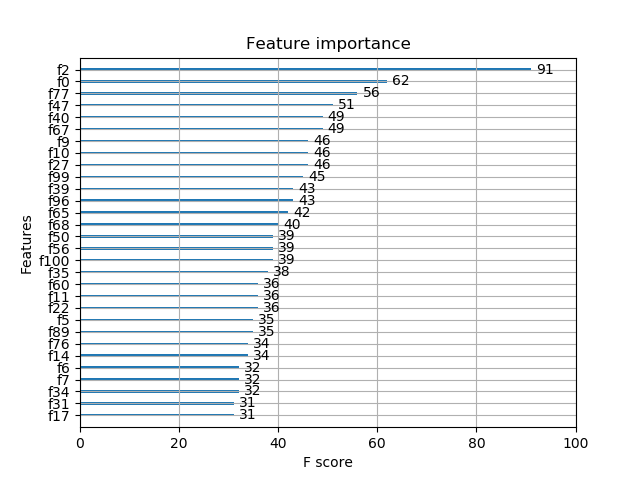 Feature importance
f2 91
f0 62
f77 56
f47 51
f40 49
f67 49
f9 46
f10 46
f27 46
f99 45
f39 43
f96 43
f65 42
f68 40
f50 39
f56 39
f100 39
f35 38
f60 36
f11 36
f22 36
f5 35
f89 35
f76 34
f14 34
f6 32
f7 32
f34 32
f31 31
f17 31
Features
0 20 40 60 80 100
F score